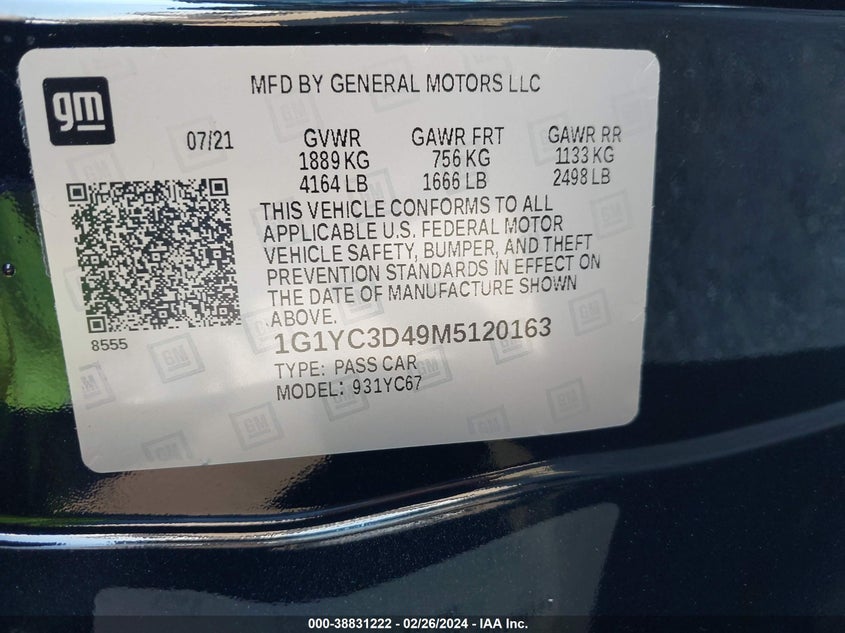 gm
MFD BY GENERAL MOTORS LLC
07/21 GVWR GAWR FRT GAWR RR
1889 KG 756 KG 1133 KG
4164 LB 1666 LB 2498 LB
THIS VEHICLE CONFORMS TO ALL
APPLICABLE U.S. FEDERAL MOTOR
VEHICLE SAFETY, BUMPER, AND THEFT
PREVENTION STANDARDS IN EFFECT ON
THE DATE OF MANUFACTURE SHOWN
ABOVE.
8555
1G1YC3D49M5120163
TYPE: PASS CAR
MODEL: 931YC67
000-38831222 - 02/26/2024 - IAA Inc.